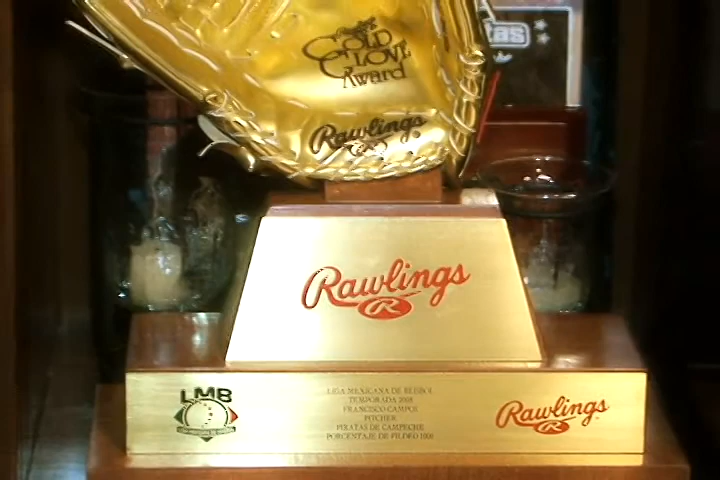 GOLD
GLOVE
Award
Rawlings
R
tas
Rawlings
R
LMB
LIGA MEXICANA DE BEISBOL
TEMPORADA 2008
FRANCISCO CAMPOS
PITCHER
PIRATAS DE CAMPECHE
PORCENTAJE DE FILDEO 1000
Rawlings
R